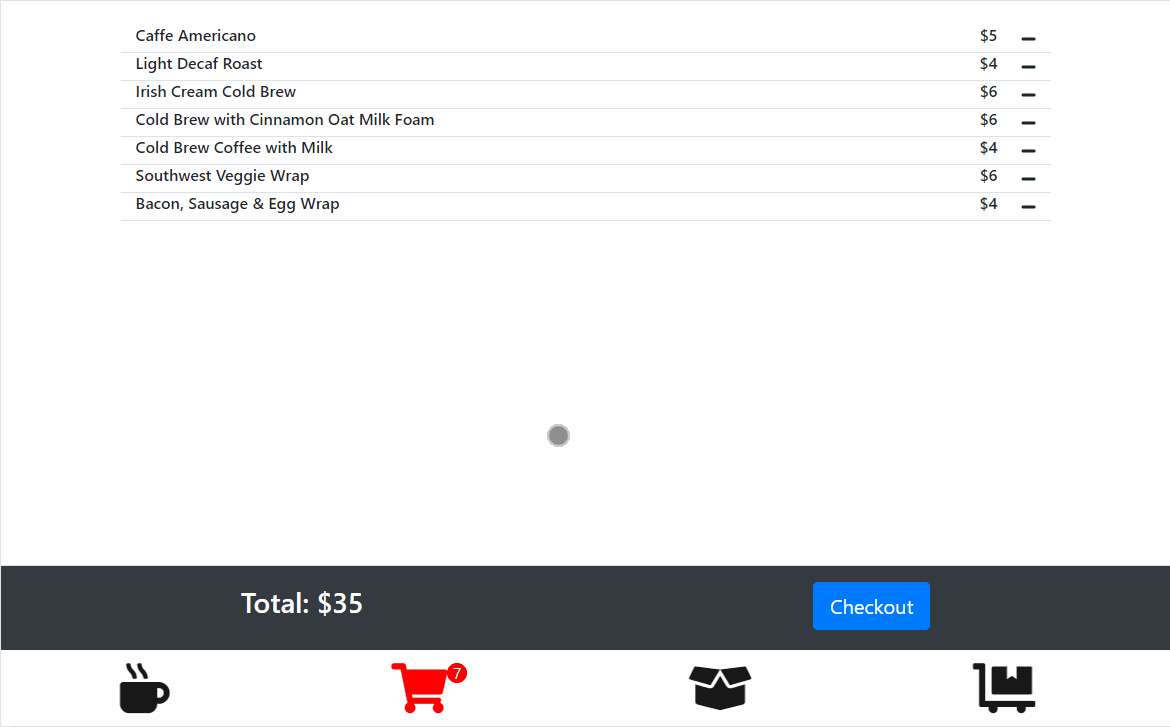 Caffe Americano $5
Light Decaf Roast $4
Irish Cream Cold Brew $6
Cold Brew with Cinnamon Oat Milk Foam $6
Cold Brew Coffee with Milk $4
Southwest Veggie Wrap $6
Bacon, Sausage & Egg Wrap $4
Total: $35 Checkout
7